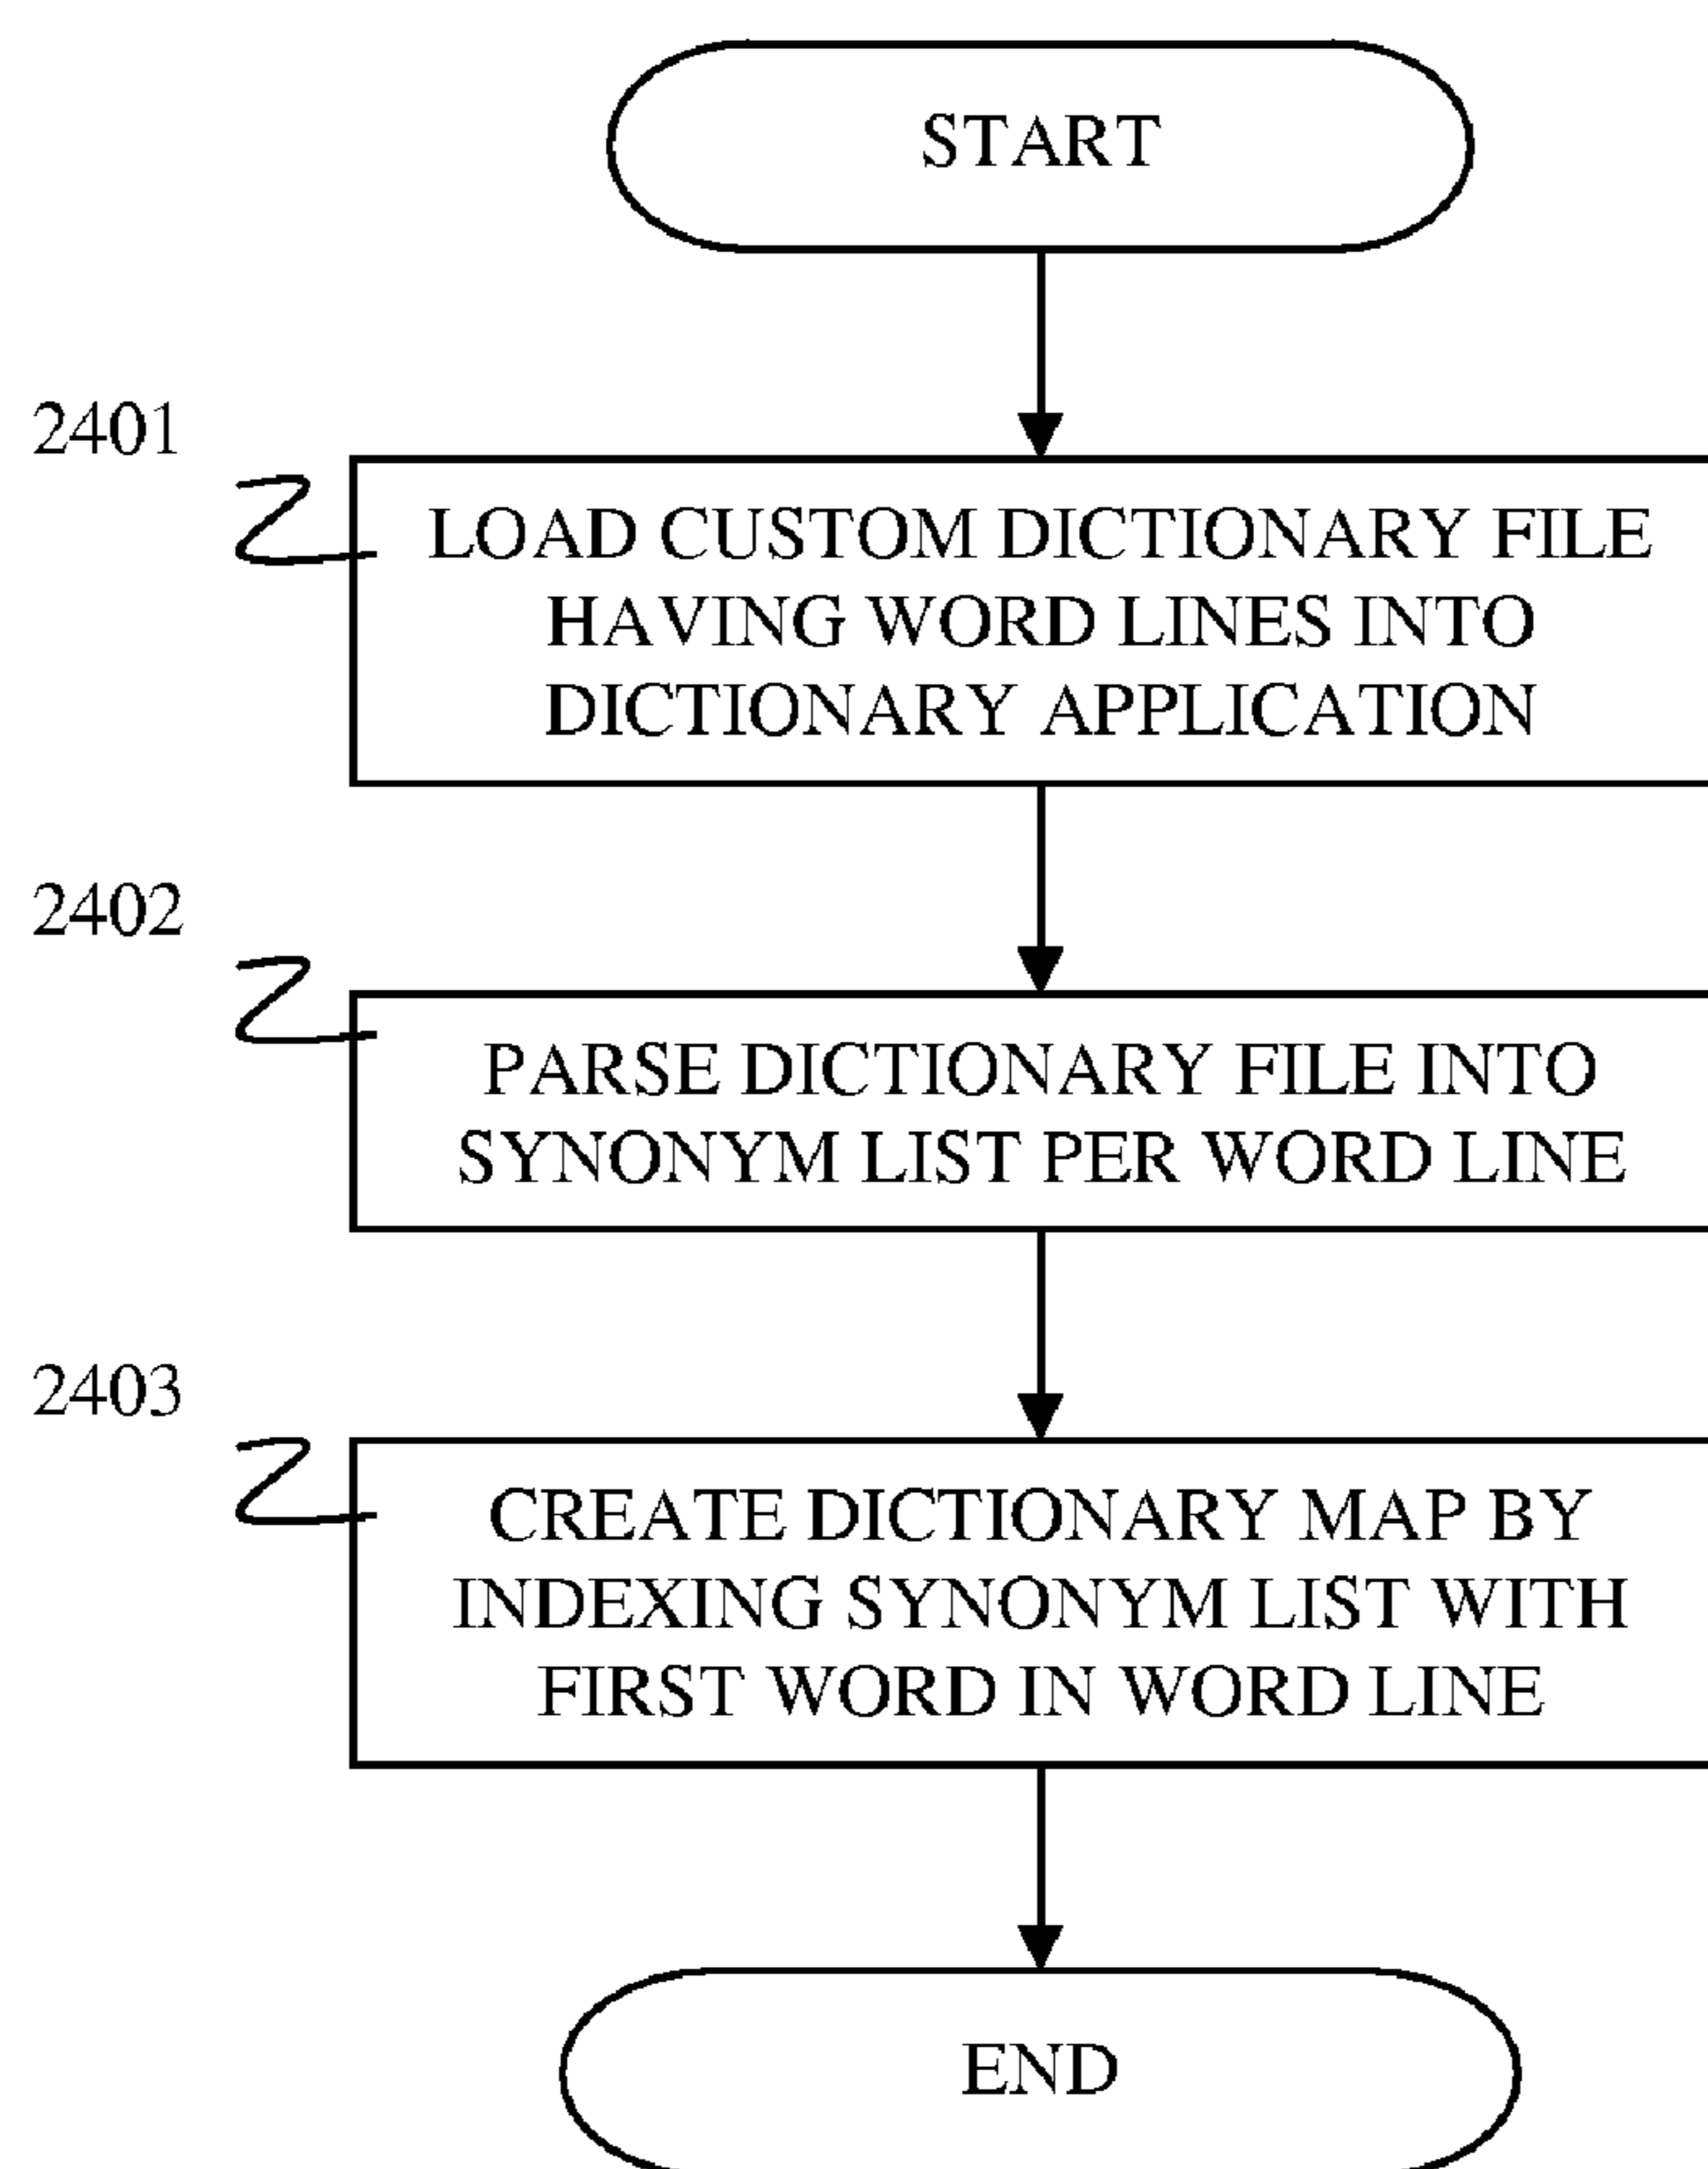 START
2401
LOAD CUSTOM DICTIONARY FILE
HAVING WORD LINES INTO
DICTIONARY APPLICATION
2402
PARSE DICTIONARY FILE INTO
SYNONYM LIST PER WORD LINE
2403
CREATE DICTIONARY MAP BY
INDEXING SYNONYM LIST WITH
FIRST WORD IN WORD LINE
END